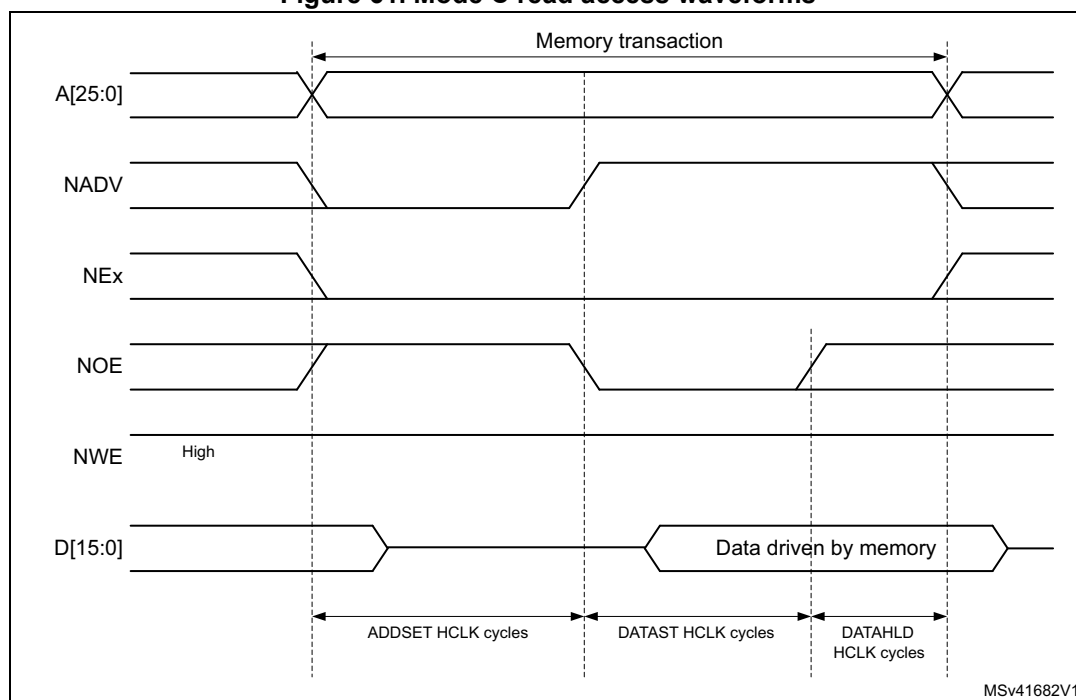 Figure Mode read access waveforms
Memory transaction
A[25:0]
NADV
NEx
NOE
NWE High
D[15:0] Data driven by memory
ADDSET HCLK cycles DATAST HCLK cycles DATAHLD
HCLK cycles
MSv41682V1